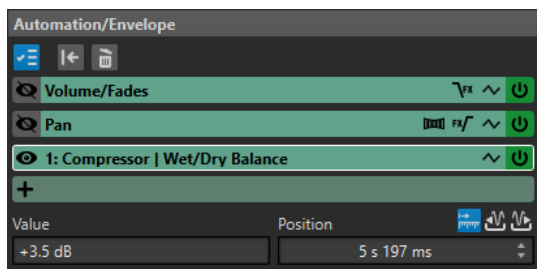 Automation/Envelope
Volume/Fades FX
Pan FX
1: Compressor | Wet/Dry Balance
+
Value Position
+3.5 dB 5 s 197 ms